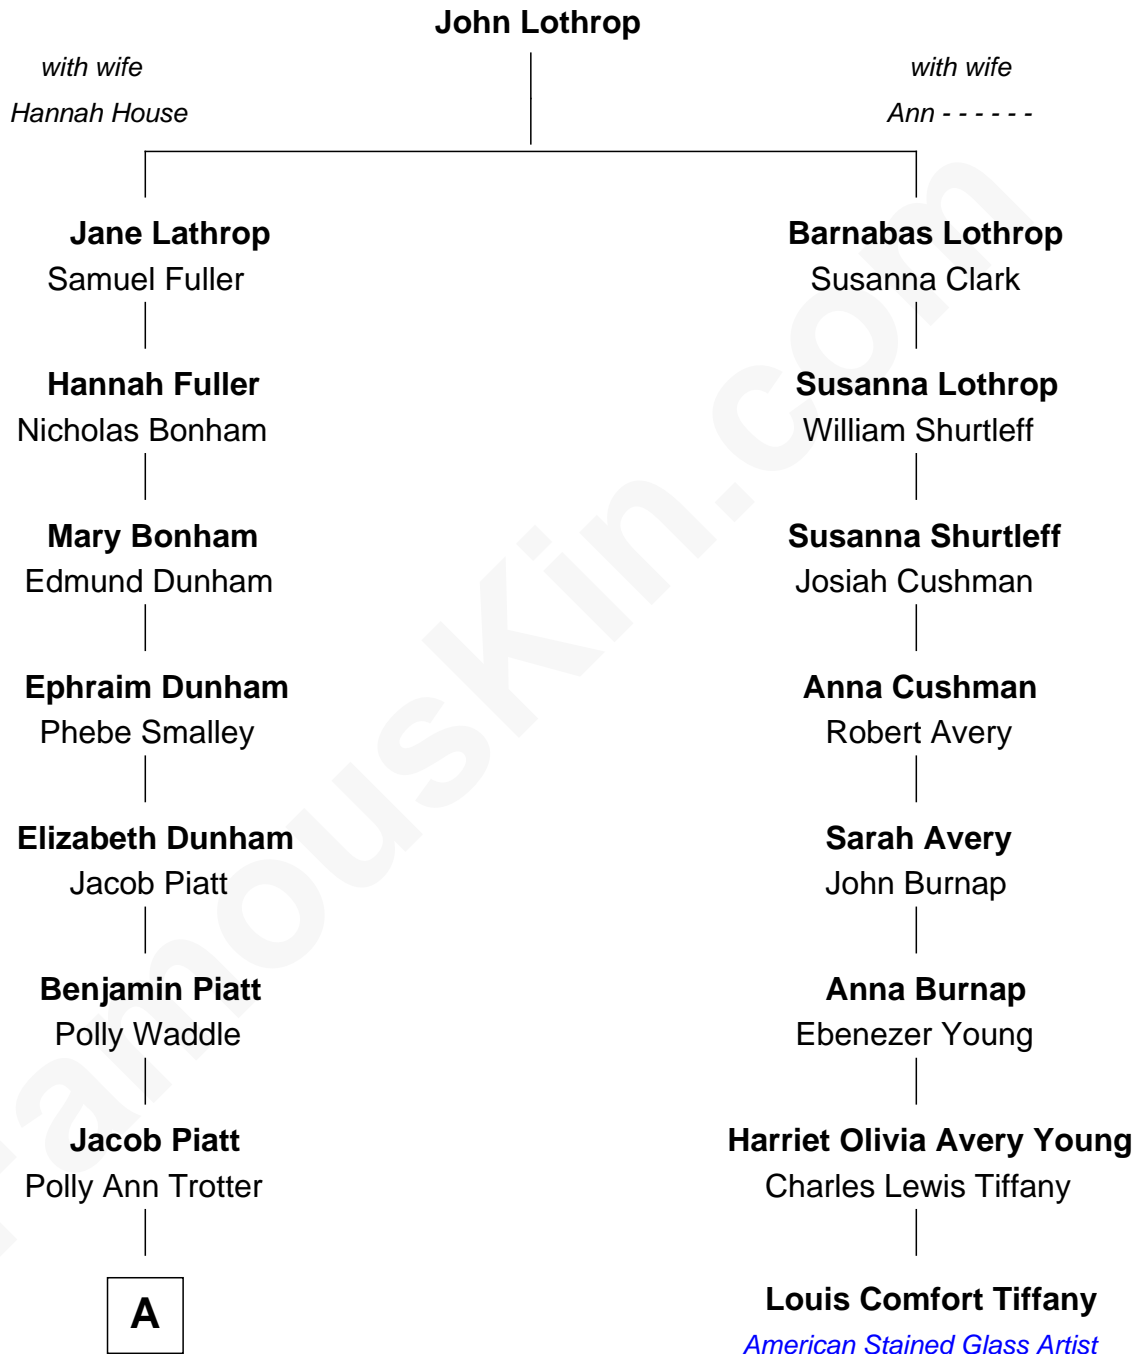 John Lothrop
with wife
Hannah House
with wife
Ann - - - - - -
Jane Lathrop
Samuel Fuller
Hannah Fuller
Nicholas Bonham
Mary Bonham
Edmund Dunham
Ephraim Dunham
Phebe Smalley
Elizabeth Dunham
Jacob Piatt
Benjamin Piatt
Polly Waddle
Jacob Piatt
Polly Ann Trotter
A
Barnabas Lothrop
Susanna Clark
Susanna Lothrop
William Shurtleff
Susanna Shurtleff
Josiah Cushman
Anna Cushman
Robert Avery
Sarah Avery
John Burnap
Anna Burnap
Ebenezer Young
Harriet Olivia Avery Young
Charles Lewis Tiffany
Louis Comfort Tiffany
American Stained Glass Artist
FamousKin.com